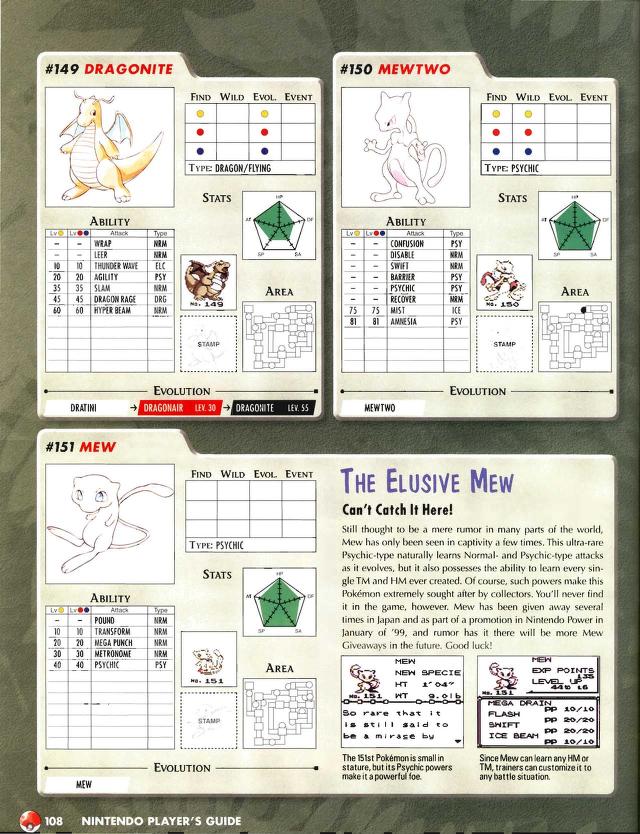 #149 DRAGONITE
FIND WILD EVOL. EVENT
TYPE: DRAGON/FLYING
STATS
HP
AT DF
SP SA
ABILITY
Lv Lv Attack Type
– – WRAP NRM
– – LEER NRM
10 10 THUNDER WAVE ELC
20 20 AGILITY PSY
35 35 SLAM NRM
45 45 DRAGON RAGE DRG
60 60 HYPER BEAM NRM
No. 149
STAMP
AREA
EVOLUTION
DRATINI → DRAGONAIR LEV. 30 → DRAGONITE LEV. 55
#150 MEWTWO
FIND WILD EVOL. EVENT
TYPE: PSYCHIC
STATS
HP
AT DF
SP SA
ABILITY
Lv Lv Attack Type
– – CONFUSION PSY
– – DISABLE NRM
– – SWIFT NRM
– – BARRIER PSY
– – PSYCHIC PSY
– – RECOVER NRM
75 75 MIST ICE
81 81 AMNESIA PSY
No. 150
STAMP
AREA
EVOLUTION
MEWTWO
#151 MEW
FIND WILD EVOL. EVENT
TYPE: PSYCHIC
STATS
HP
AT DF
SP SA
ABILITY
Lv Lv Attack Type
– – POUND NRM
10 10 TRANSFORM NRM
20 20 MEGA PUNCH NRM
30 30 METRONOME NRM
40 40 PSYCHIC PSY
No. 151
STAMP
AREA
EVOLUTION
MEW
THE ELUSIVE MEW
Can't Catch It Here!
Still thought to be a mere rumor in many parts of the world,
Mew has only been seen in captivity a few times. This ultra-rare
Psychic-type naturally learns Normal- and Psychic-type attacks
as it evolves, but it also possesses the ability to learn every sin-
gle TM and HM ever created. Of course, such powers make this
Pokémon extremely sought after by collectors. You'll never find
it in the game, however. Mew has been given away several
times in Japan and as part of a promotion in Nintendo Power in
January of '99, and rumor has it there will be more Mew
Giveaways in the future. Good luck!
MEW
NEW SPECIE
HT 1'04"
WT 9.0lb
No. 151
So rare that it
is still said to
be a mirage by
The 151st Pokémon is small in
stature, but its Psychic powers
make it a powerful foe.
MEW
EXP POINTS
135
LEVEL UP
44 to 16
No. 151
MEGA DRAIN
PP 10/10
FLASH
PP 20/20
SWIFT
PP 20/20
ICE BEAM
PP 10/10
Since Mew can learn any HM or
TM, trainers can customize it to
any battle situation.
108 NINTENDO PLAYER'S GUIDE